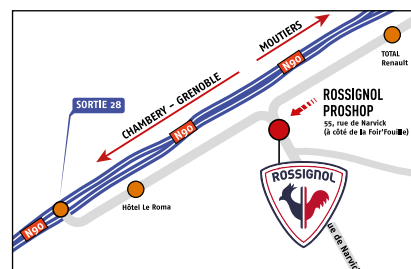 MOUTIERS
TOTAL
Renault
N90
CHAMBERY - GRENOBLE
ROSSIGNOL
PROSHOP
55, rue de Narvick
(à côté de la Foir'Fouille)
SORTIE 28
N90
ROSSIGNOL
Hôtel Le Roma
N90
ue de Narvick